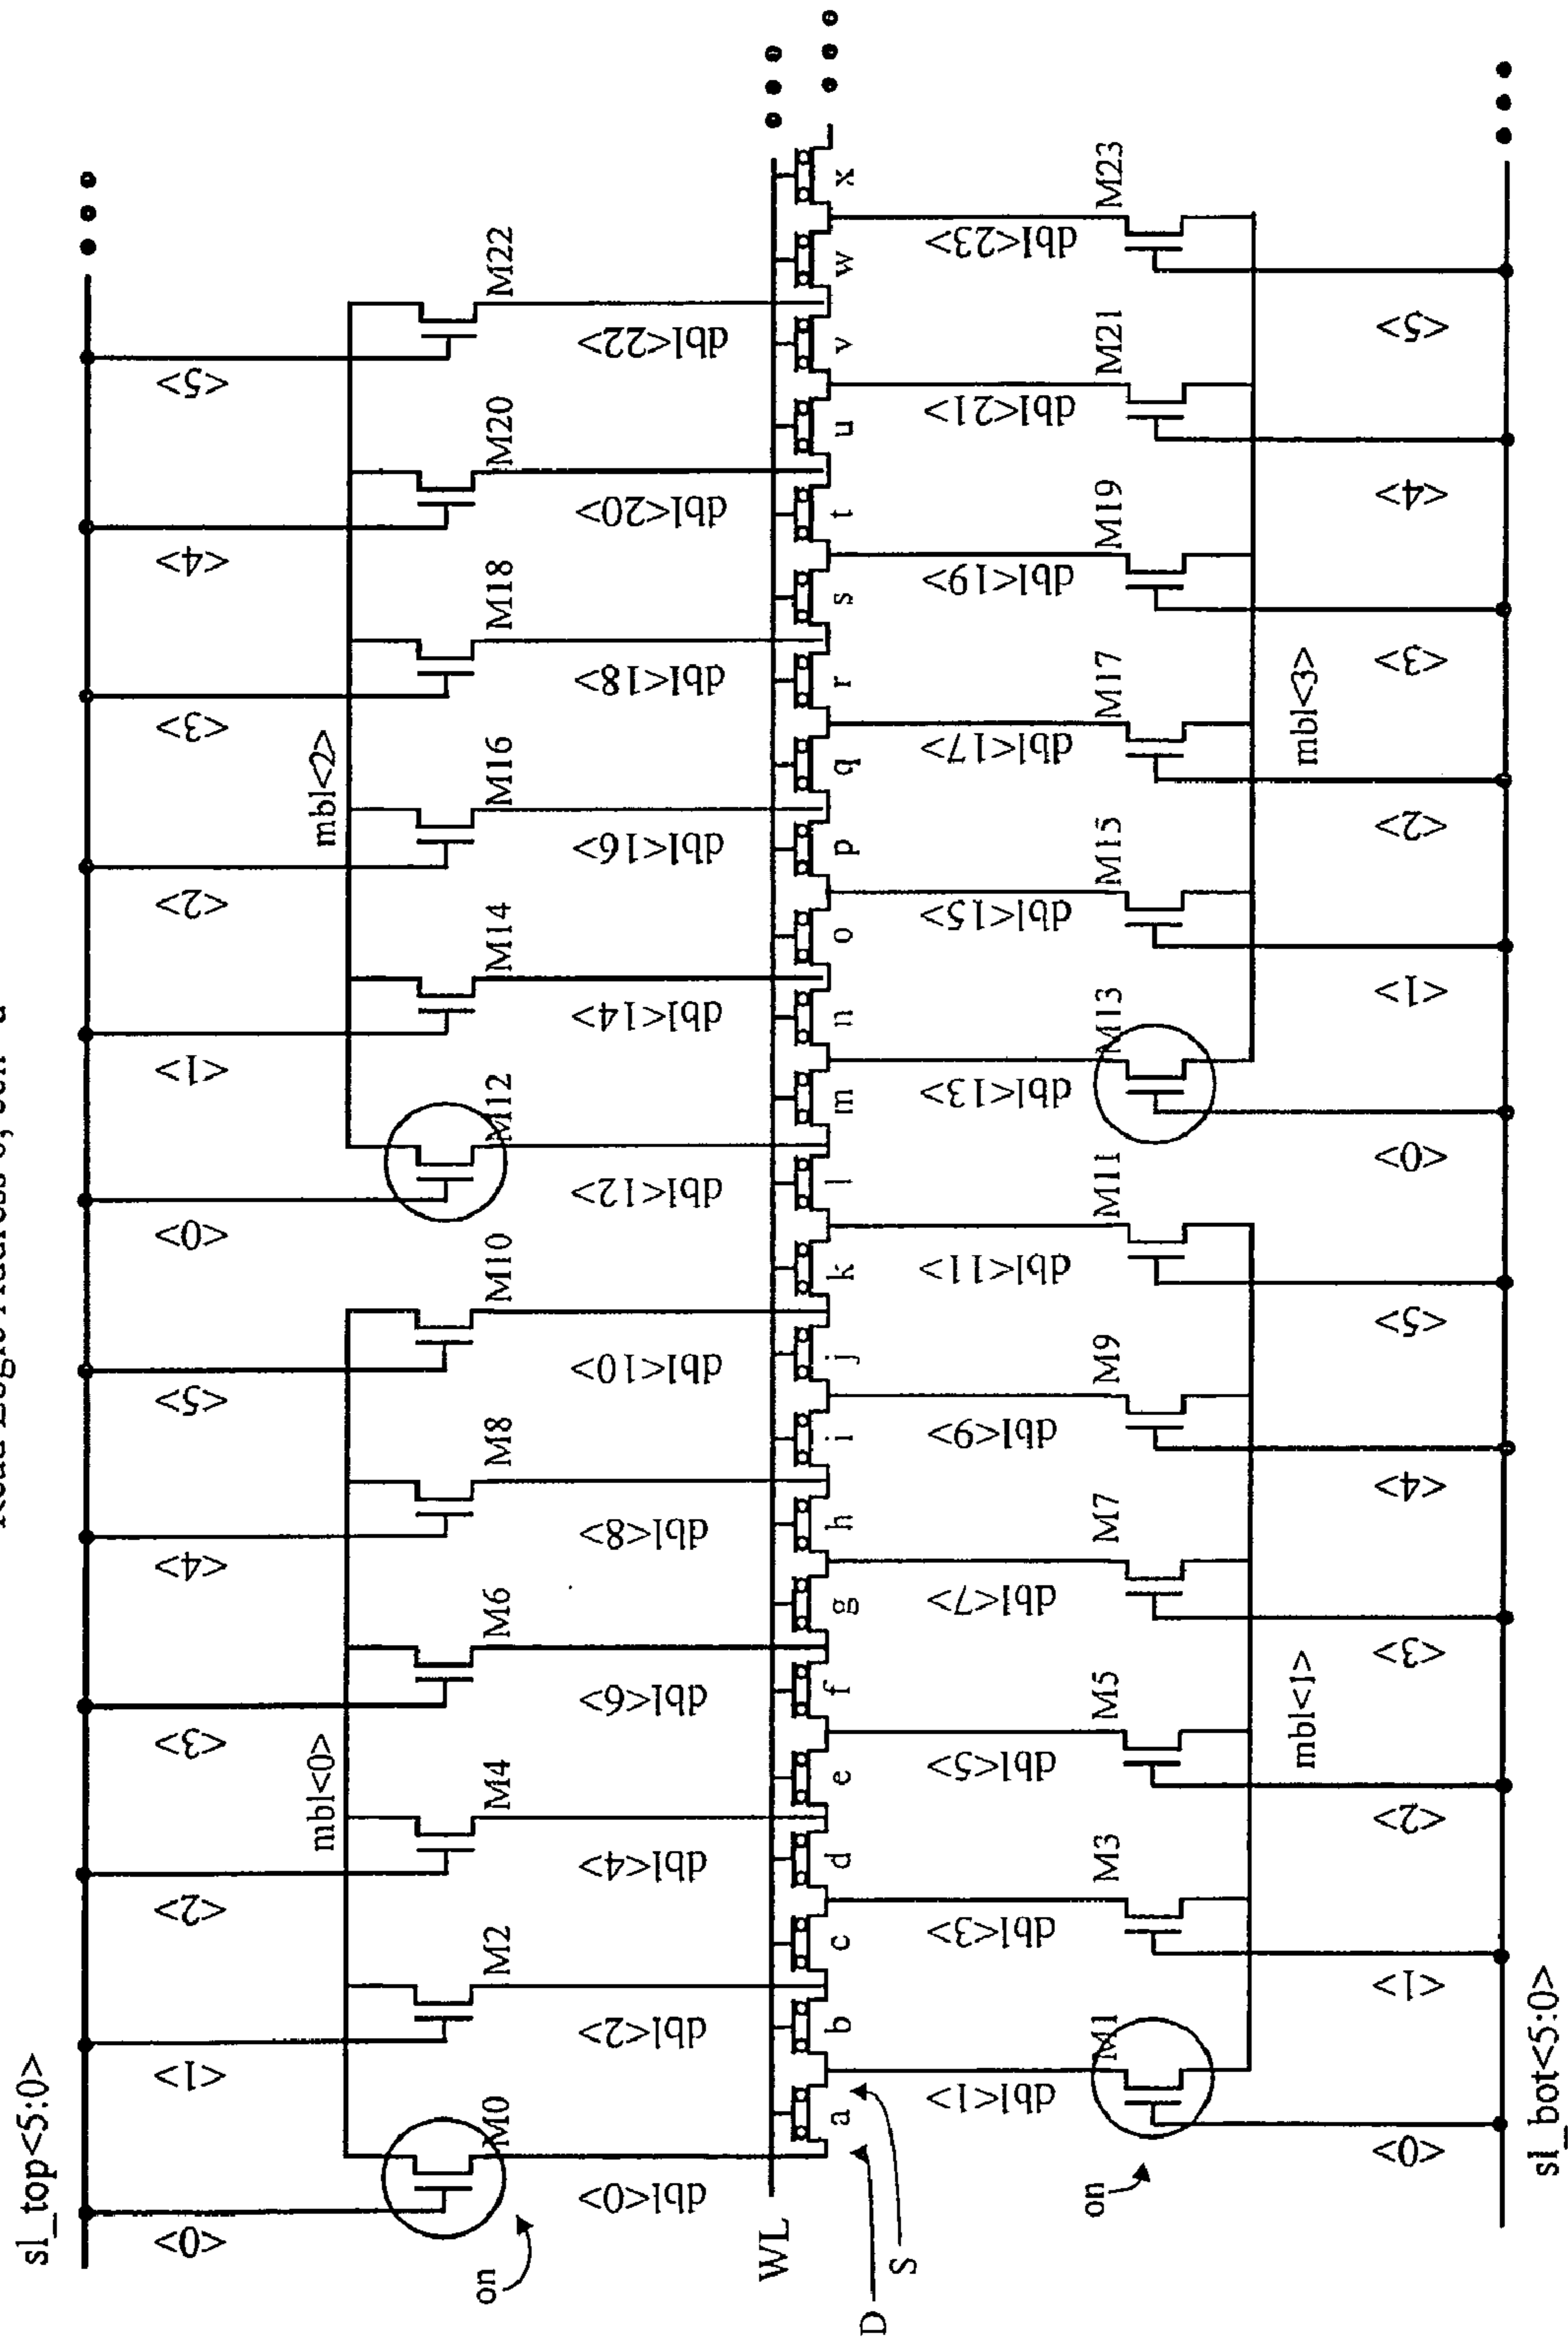 Read Logic Address 0, cell "a"
sl_top<5:0>
<0>
<1>
<2>
<3>
<4>
<5>
<0>
<1>
<2>
<3>
<4>
<5>
mbl<0>
mbl<2>
on
M0
M2
M4
M6
M8
M10
M12
M14
M16
M18
M20
M22
dbl<0>
dbl<2>
dbl<4>
dbl<6>
dbl<8>
dbl<10>
dbl<12>
dbl<14>
dbl<16>
dbl<18>
dbl<20>
dbl<22>
WL
D
S
a
b
c
d
e
f
g
h
i
j
k
l
m
n
o
p
q
r
s
t
u
v
w
x
dbl<1>
dbl<3>
dbl<5>
dbl<7>
dbl<9>
dbl<11>
dbl<13>
dbl<15>
dbl<17>
dbl<19>
dbl<21>
dbl<23>
on
M1
M3
M5
M7
M9
M11
M13
M15
M17
M19
M21
M23
mbl<1>
mbl<3>
<0>
<1>
<2>
<3>
<4>
<5>
<0>
<1>
<2>
<3>
<4>
<5>
sl_bot<5:0>